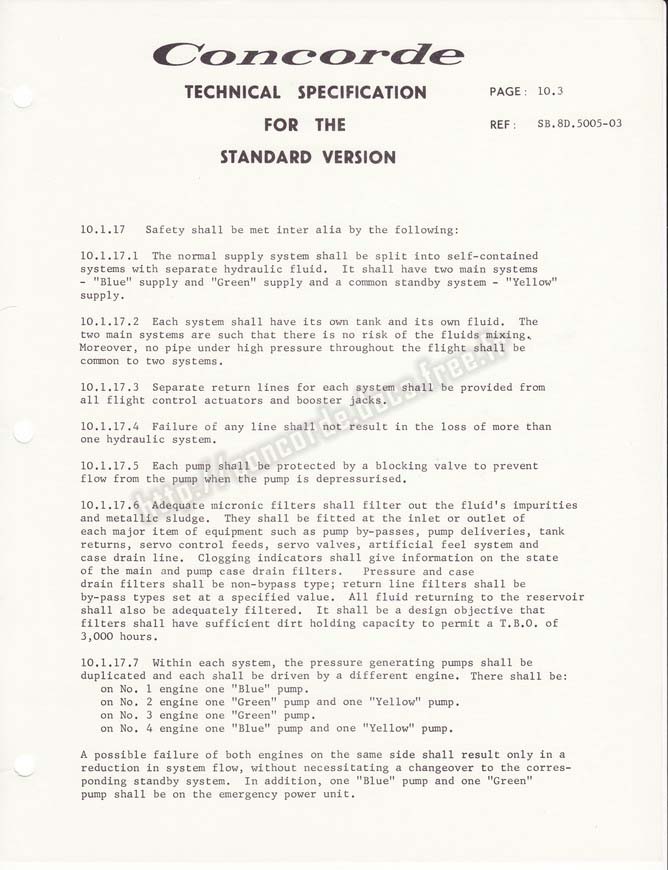 Concorde
TECHNICAL SPECIFICATION
FOR THE
STANDARD VERSION
PAGE: 10.3
REF: SB.8D.5005-03
10.1.17 Safety shall be met inter alia by the following:
10.1.17.1 The normal supply system shall be split into self-contained
systems with separate hydraulic fluid. It shall have two main systems
- "Blue" supply and "Green" supply and a common standby system - "Yellow"
supply.
10.1.17.2 Each system shall have its own tank and its own fluid. The
two main systems are such that there is no risk of the fluids mixing.
Moreover, no pipe under high pressure throughout the flight shall be
common to two systems.
10.1.17.3 Separate return lines for each system shall be provided from
all flight control actuators and booster jacks.
10.1.17.4 Failure of any line shall not result in the loss of more than
one hydraulic system.
10.1.17.5 Each pump shall be protected by a blocking valve to prevent
flow from the pump when the pump is depressurised.
10.1.17.6 Adequate micronic filters shall filter out the fluid's impurities
and metallic sludge. They shall be fitted at the inlet or outlet of
each major item of equipment such as pump by-passes, pump deliveries, tank
returns, servo control feeds, servo valves, artificial feel system and
case drain line. Clogging indicators shall give information on the state
of the main and pump case drain filters. Pressure and case
drain filters shall be non-bypass type; return line filters shall be
by-pass types set at a specified value. All fluid returning to the reservoir
shall also be adequately filtered. It shall be a design objective that
filters shall have sufficient dirt holding capacity to permit a T.B.O. of
3,000 hours.
10.1.17.7 Within each system, the pressure generating pumps shall be
duplicated and each shall be driven by a different engine. There shall be:
on No. 1 engine one "Blue" pump.
on No. 2 engine one "Green" pump and one "Yellow" pump.
on No. 3 engine one "Green" pump.
on No. 4 engine one "Blue" pump and one "Yellow" pump.
A possible failure of both engines on the same side shall result only in a
reduction in system flow, without necessitating a changeover to the corres-
ponding standby system. In addition, one "Blue" pump and one "Green"
pump shall be on the emergency power unit.
http://concorde.docs.free.fr